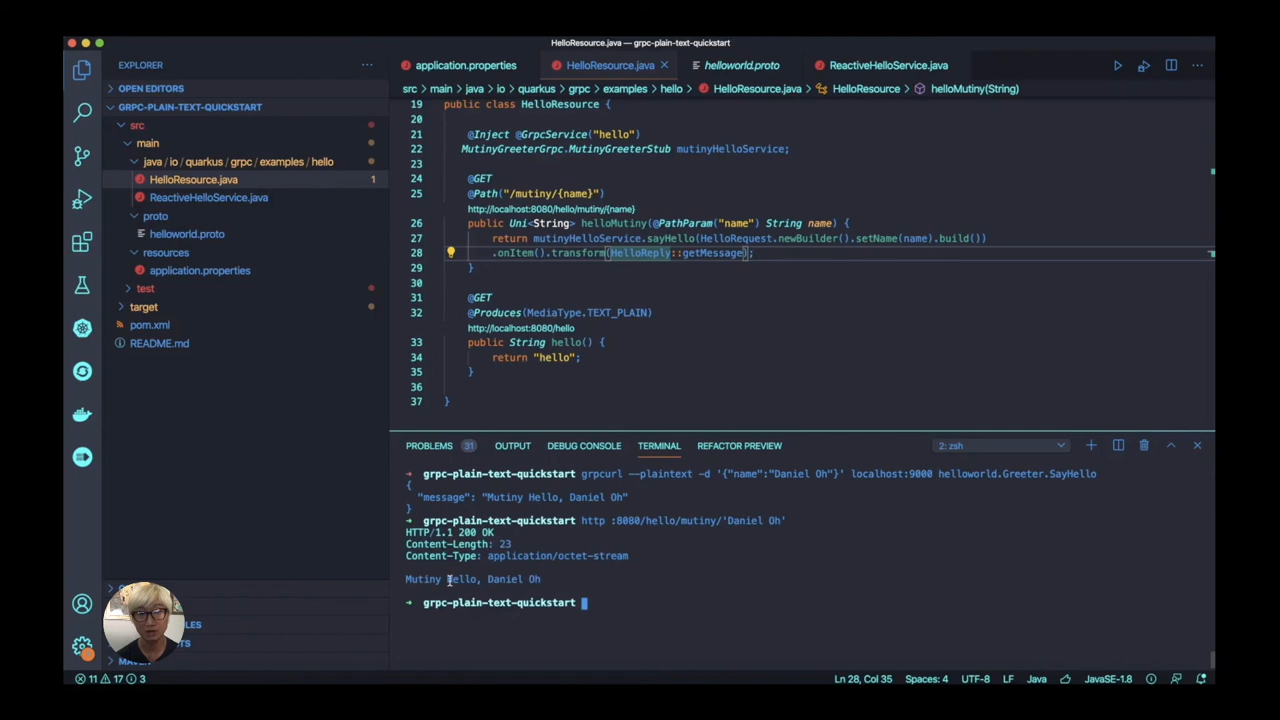 HelloResource.java — grpc-plain-text-quickstart
EXPLORER
OPEN EDITORS
GRPC-PLAIN-TEXT-QUICKSTART
src
main
java / io / quarkus / grpc / examples / hello
HelloResource.java 1
ReactiveHelloService.java
proto
helloworld.proto
resources
application.properties
test
target
pom.xml
README.md
application.properties HelloResource.java helloworld.proto ReactiveHelloService.java
src > main > java > io > quarkus > grpc > examples > hello > HelloResource.java > HelloResource > helloMutiny(String)
19 public class HelloResource {
20
21 @Inject @GrpcService("hello")
22 MutinyGreeterGrpc.MutinyGreeterStub mutinyHelloService;
23
24 @GET
25 @Path("/mutiny/{name}")
http://localhost:8080/hello/mutiny/{name}
26 public Uni<String> helloMutiny(@PathParam("name") String name) {
27 return mutinyHelloService.sayHello(HelloRequest.newBuilder().setName(name).build())
28 .onItem().transform(HelloReply::getMessage);
29 }
30
31 @GET
32 @Produces(MediaType.TEXT_PLAIN)
http://localhost:8080/hello
33 public String hello() {
34 return "hello";
35 }
36
37 }
PROBLEMS 31 OUTPUT DEBUG CONSOLE TERMINAL REFACTOR PREVIEW 2: zsh
➜ grpc-plain-text-quickstart grpcurl --plaintext -d '{"name":"Daniel Oh"}' localhost:9000 helloworld.Greeter.SayHello
{
"message": "Mutiny Hello, Daniel Oh"
}
➜ grpc-plain-text-quickstart http :8080/hello/mutiny/'Daniel Oh'
HTTP/1.1 200 OK
Content-Length: 23
Content-Type: application/octet-stream
Mutiny Hello, Daniel Oh
➜ grpc-plain-text-quickstart
11 17 3
Ln 28, Col 35 Spaces: 4 UTF-8 LF Java JavaSE-1.8